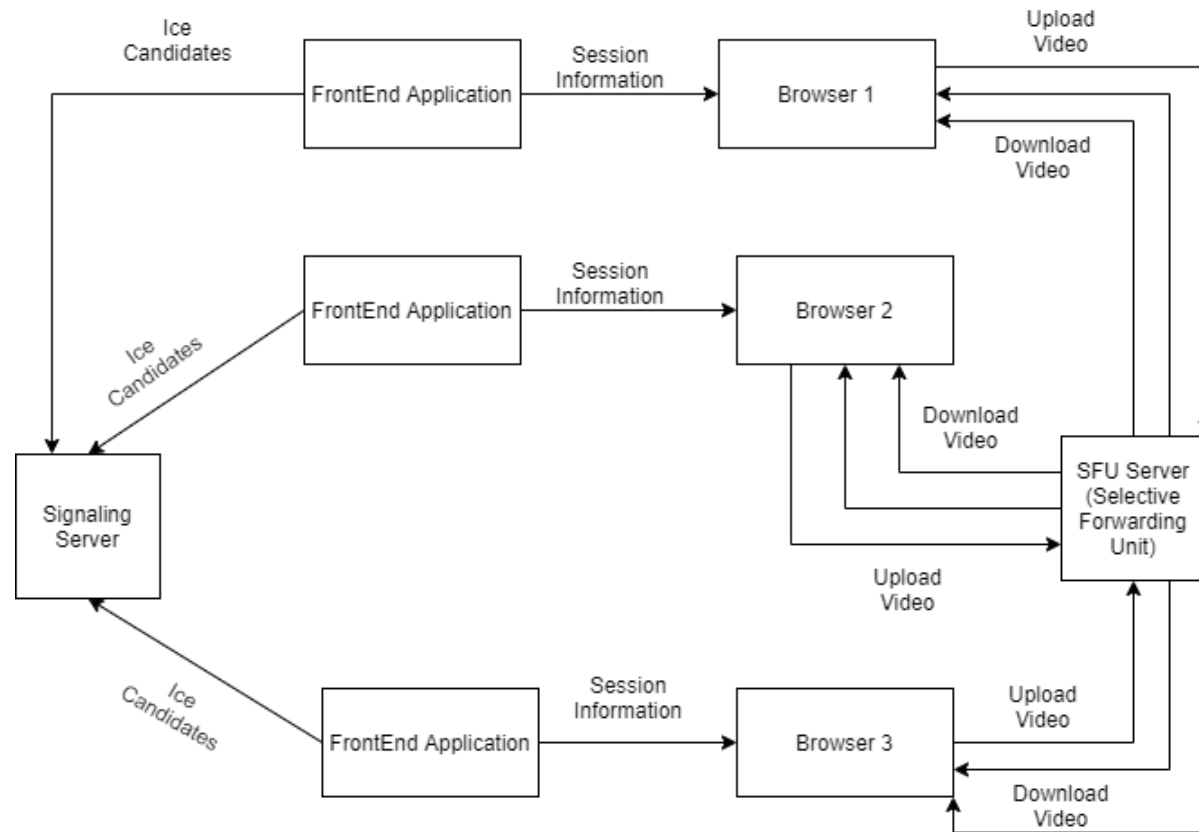 Ice
Candidates
FrontEnd Application
Session
Information
Browser 1
Upload
Video
Download
Video
Ice
Candidates
FrontEnd Application
Session
Information
Browser 2
Download
Video
Signaling
Server
SFU Server
(Selective
Forwarding
Unit)
Upload
Video
Ice
Candidates
FrontEnd Application
Session
Information
Browser 3
Upload
Video
Download
Video